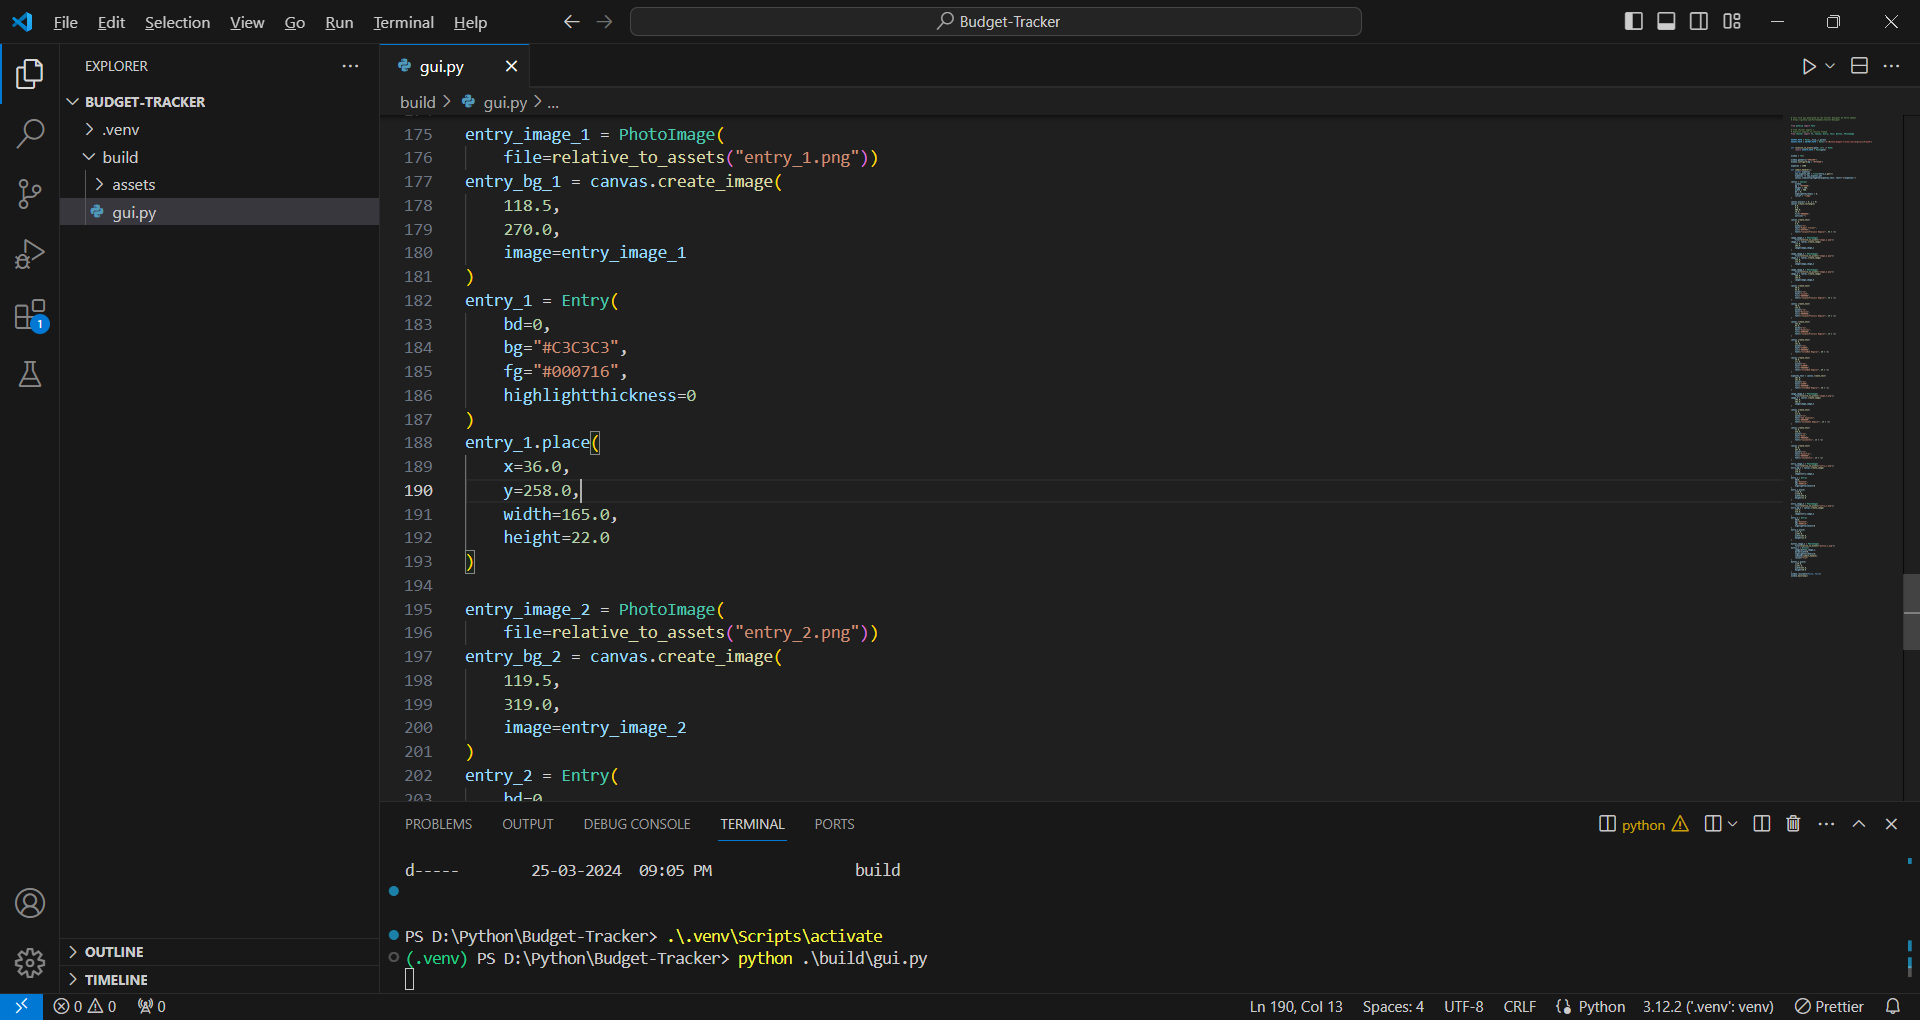 File Edit Selection View Go Run Terminal Help
Budget-Tracker
EXPLORER
BUDGET-TRACKER
.venv
build
assets
gui.py
1
OUTLINE
TIMELINE
gui.py
build > gui.py > ...
175 entry_image_1 = PhotoImage(
176 file=relative_to_assets("entry_1.png"))
177 entry_bg_1 = canvas.create_image(
178 118.5,
179 270.0,
180 image=entry_image_1
181 )
182 entry_1 = Entry(
183 bd=0,
184 bg="#C3C3C3",
185 fg="#000716",
186 highlightthickness=0
187 )
188 entry_1.place(
189 x=36.0,
190 y=258.0,
191 width=165.0,
192 height=22.0
193 )
194
195 entry_image_2 = PhotoImage(
196 file=relative_to_assets("entry_2.png"))
197 entry_bg_2 = canvas.create_image(
198 119.5,
199 319.0,
200 image=entry_image_2
201 )
202 entry_2 = Entry(
203 bd=0
PROBLEMS OUTPUT DEBUG CONSOLE TERMINAL PORTS
python
d----- 25-03-2024 09:05 PM build
PS D:\Python\Budget-Tracker> .\.venv\Scripts\activate
(.venv) PS D:\Python\Budget-Tracker> python .\build\gui.py
0 0 0
Ln 190, Col 13 Spaces: 4 UTF-8 CRLF Python 3.12.2 ('.venv': venv) Prettier